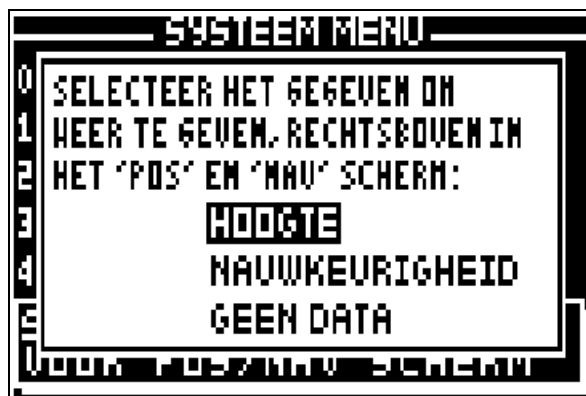 SYSTEEM MENU
0
1
2
3
4
SELECTEER HET GEGEVEN OM
WEER TE GEVEN, RECHTSBOVEN IN
HET 'POS' EN 'NAV' SCHERM:
HOOGTE
NAUWKEURIGHEID
GEEN DATA